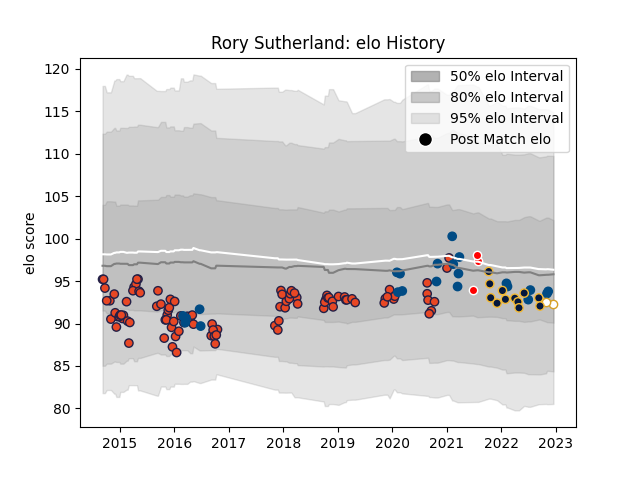 Rory Sutherland: elo History
120
115
110
105
100
95
90
85
80
elo score
50% elo Interval
80% elo Interval
95% elo Interval
Post Match elo
2015 2016 2017 2018 2019 2020 2021 2022 2023